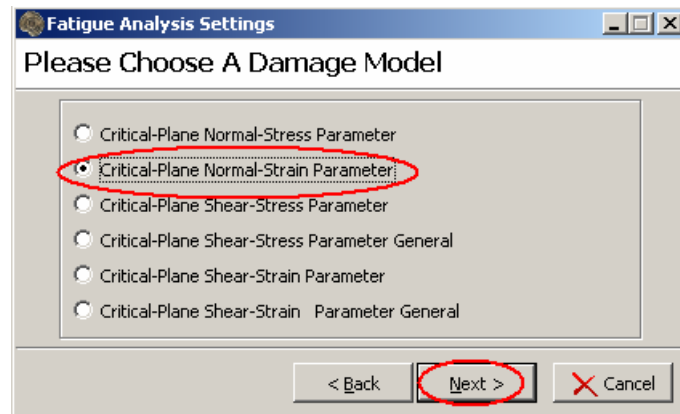 Fatigue Analysis Settings
Please Choose A Damage Model
Critical-Plane Normal-Stress Parameter
Critical-Plane Normal-Strain Parameter
Critical-Plane Shear-Stress Parameter
Critical-Plane Shear-Stress Parameter General
Critical-Plane Shear-Strain Parameter
Critical-Plane Shear-Strain   Parameter General
< Back Next > Cancel